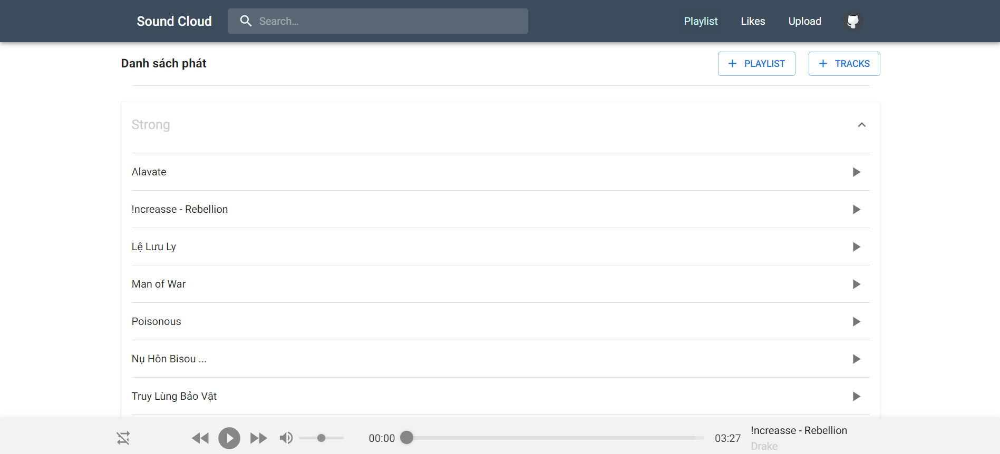 Sound Cloud
Search...
Playlist
Likes
Upload
Danh sách phát
PLAYLIST
TRACKS
Strong
Alavate
!ncreasse - Rebellion
Lệ Lưu Ly
Man of War
Poisonous
Nụ Hôn Bisou ...
Truy Lùng Bảo Vật
00:00
03:27
!ncreasse - Rebellion
Drake